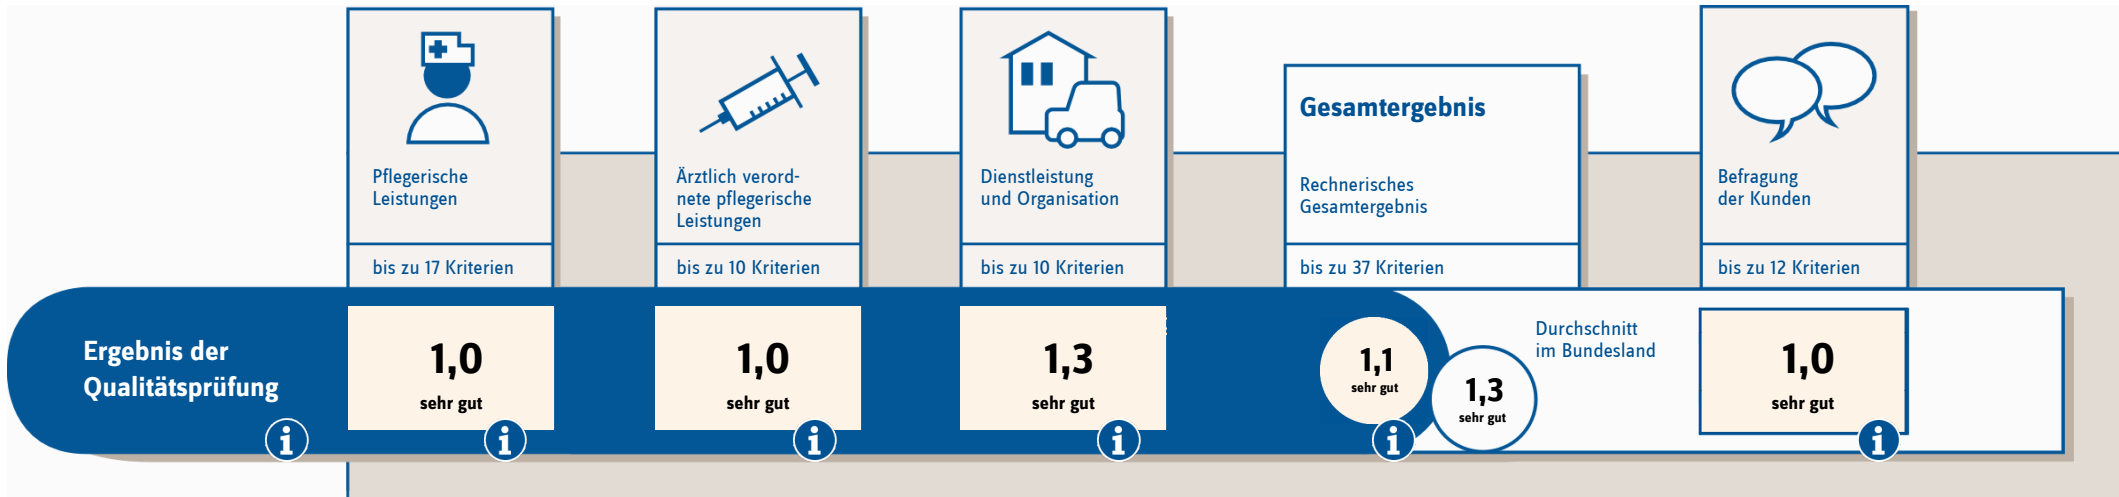 Pflegerische
Leistungen
bis zu 17 Kriterien
Ärztlich verord-
nete pflegerische
Leistungen
bis zu 10 Kriterien
Dienstleistung
und Organisation
bis zu 10 Kriterien
Gesamtergebnis
Rechnerisches
Gesamtergebnis
bis zu 37 Kriterien
Befragung
der Kunden
bis zu 12 Kriterien
Ergebnis der
Qualitätsprüfung
i
1,0
sehr gut
i
1,0
sehr gut
i
1,3
sehr gut
i
1,1
sehr gut
i
1,3
sehr gut
Durchschnitt
im Bundesland
1,0
sehr gut
i